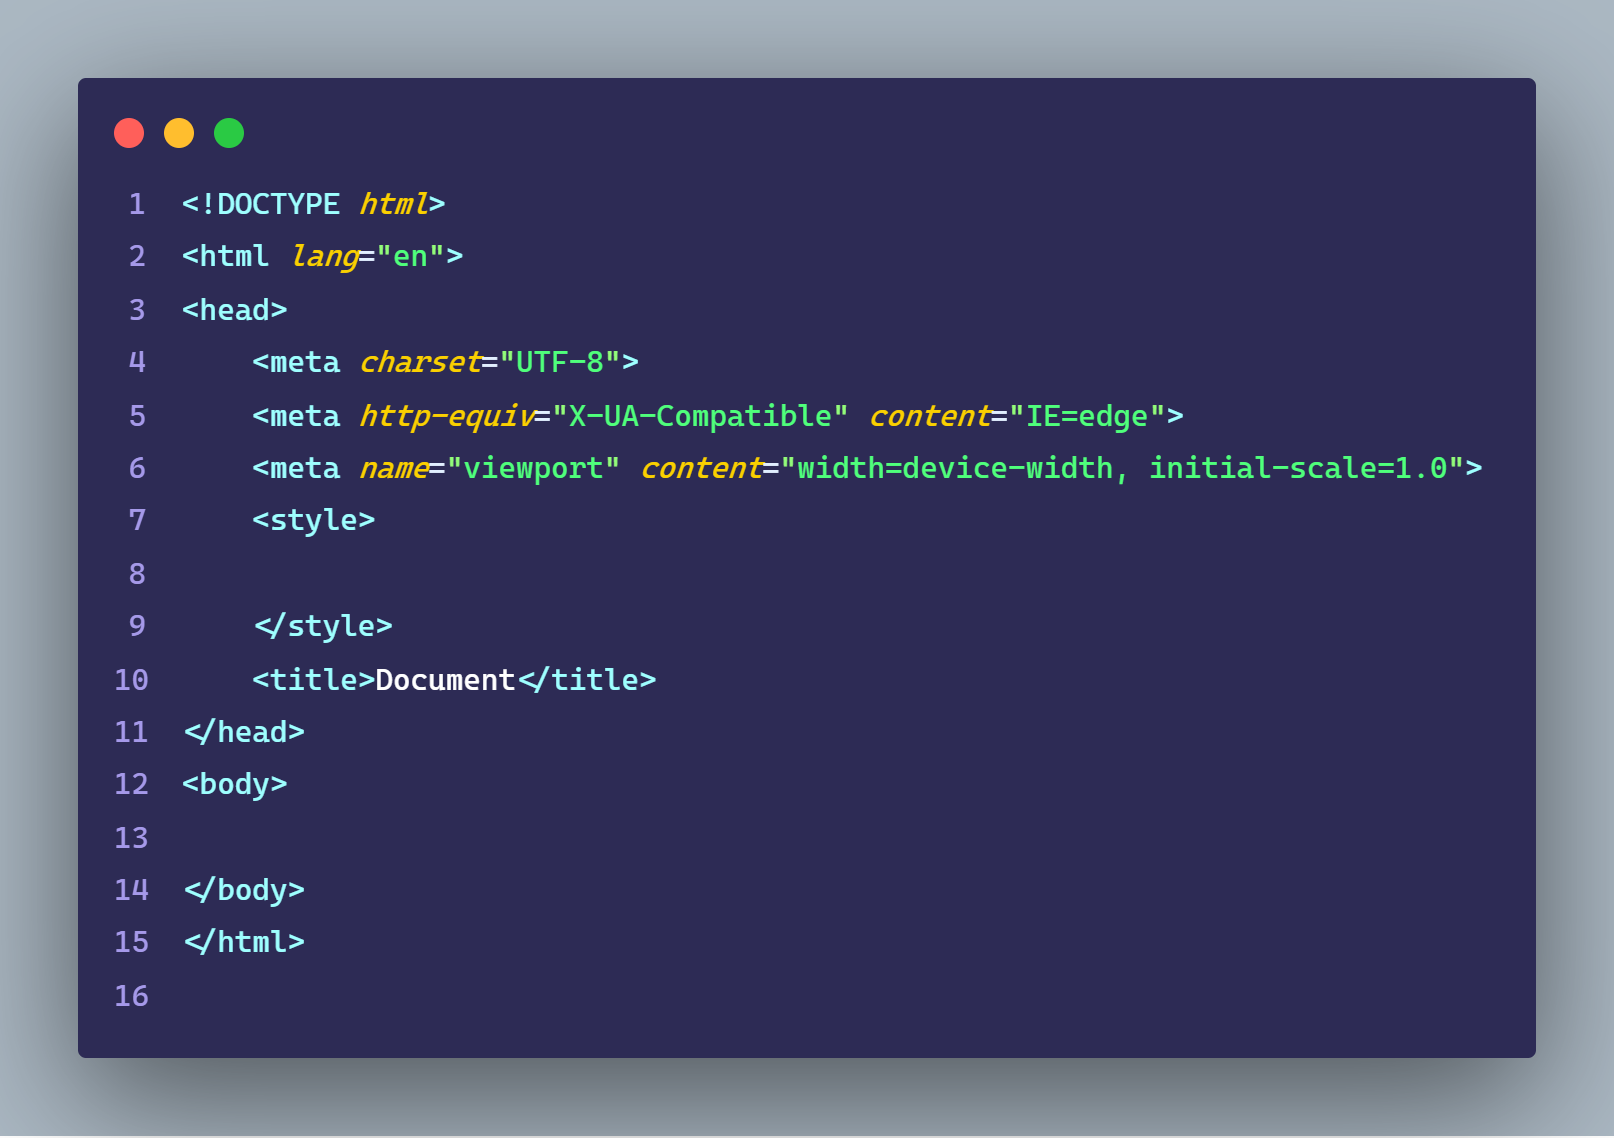 1 <!DOCTYPE html>
2 <html lang="en">
3 <head>
4     <meta charset="UTF-8">
5     <meta http-equiv="X-UA-Compatible" content="IE=edge">
6     <meta name="viewport" content="width=device-width, initial-scale=1.0">
7     <style>
8
9     </style>
10     <title>Document</title>
11 </head>
12 <body>
13
14 </body>
15 </html>
16